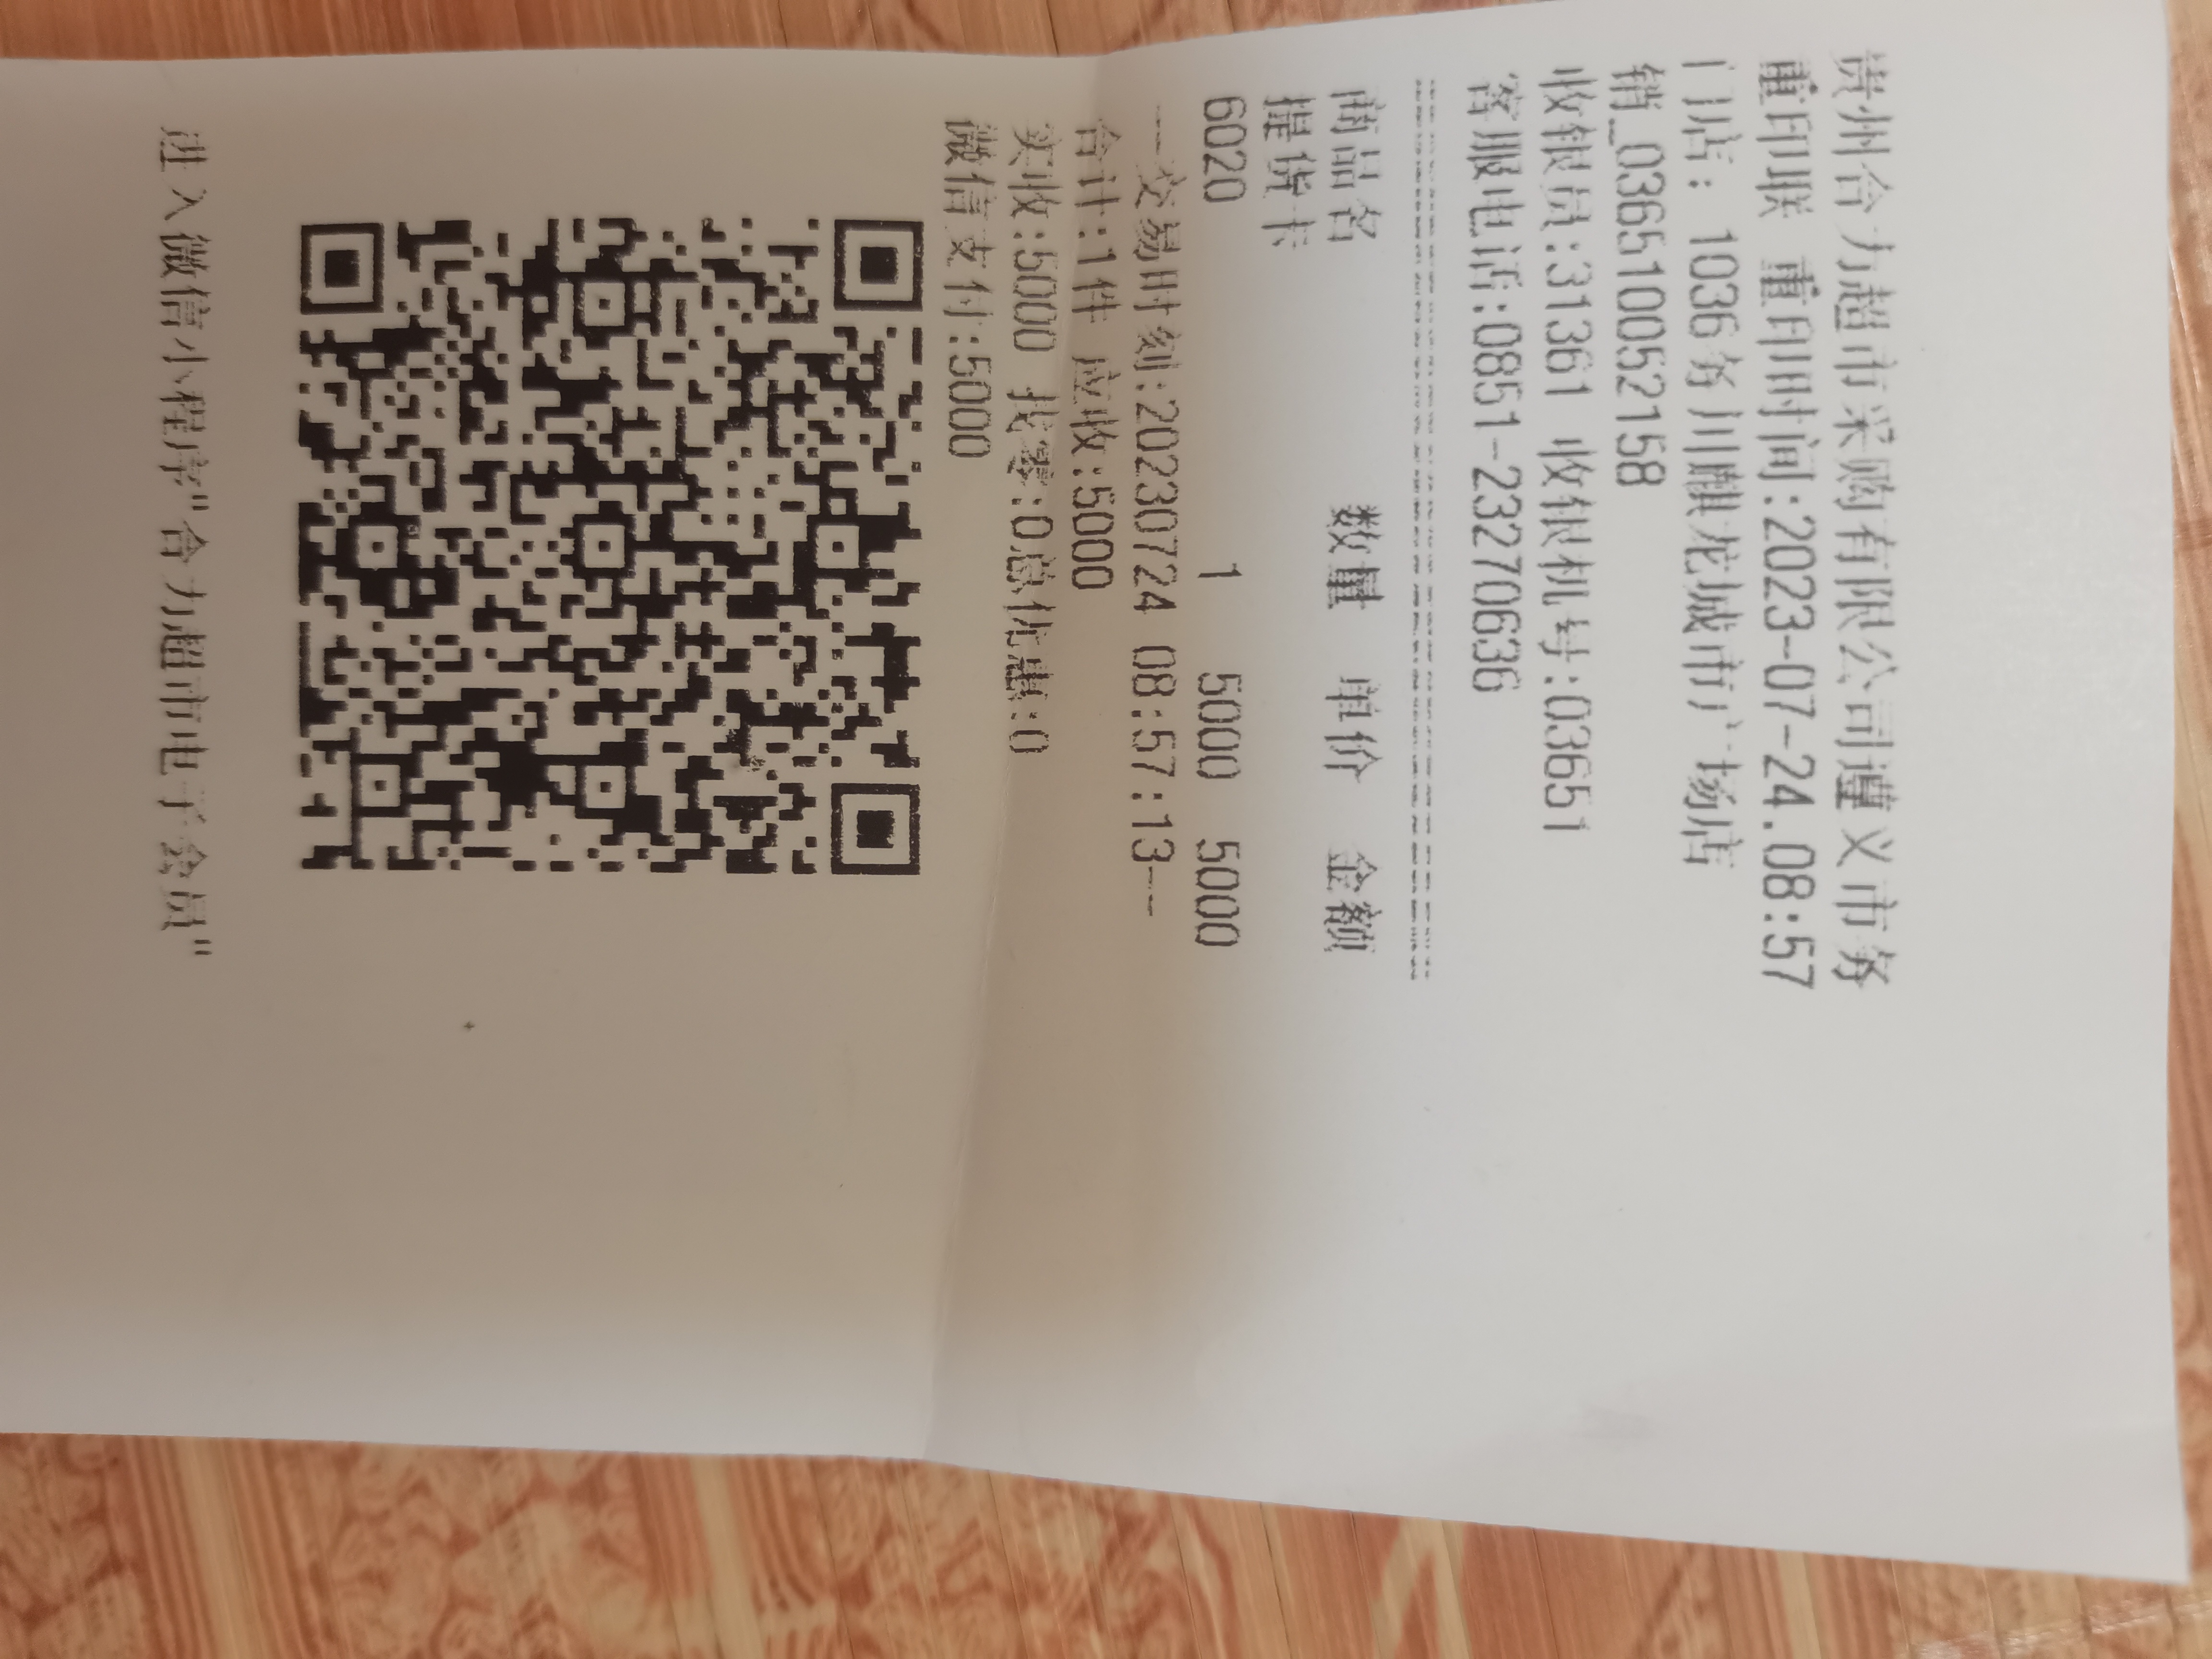 贵州合力超市采购有限公司遵义市务
重印联 重印时间:2023-07-24.08:57
门店: 1036务川麒龙城市广场店
销_03651005​2158
收银员:31361 收银机号:03651
客服电话:0851-23270636
================================
商品名 数量 单价 金额
提货卡
6020 1 5000 5000
--交易时刻:20230724 08:57:13--
合计:1件 应收:5000
实收:5000 找零:0总优惠:0
微信支付:5000
进入微信小程序"合力超市电子会员"